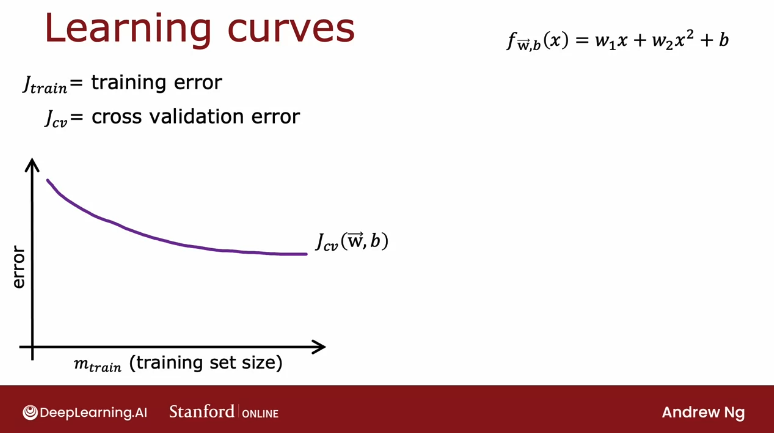 Learning curves
f_{\vec{w},b}(x) = w_1x + w_2x^2 + b
J_{train} = training error
J_{cv} = cross validation error
error
J_{cv}(\vec{w}, b)
m_{train} (training set size)
DeepLearning.AI Stanford ONLINE Andrew Ng